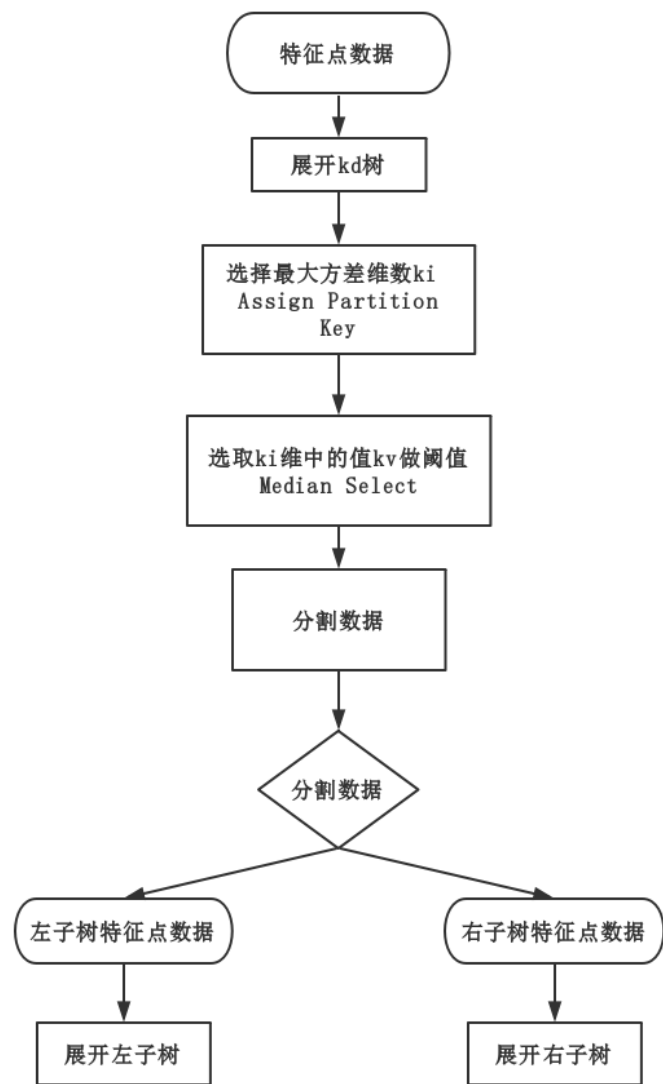 特征点数据
展开kd树
选择最大方差维数ki
Assign Partition
Key
选取ki维中的值kv做阈值
Median Select
分割数据
分割数据
左子树特征点数据
右子树特征点数据
展开左子树
展开右子树